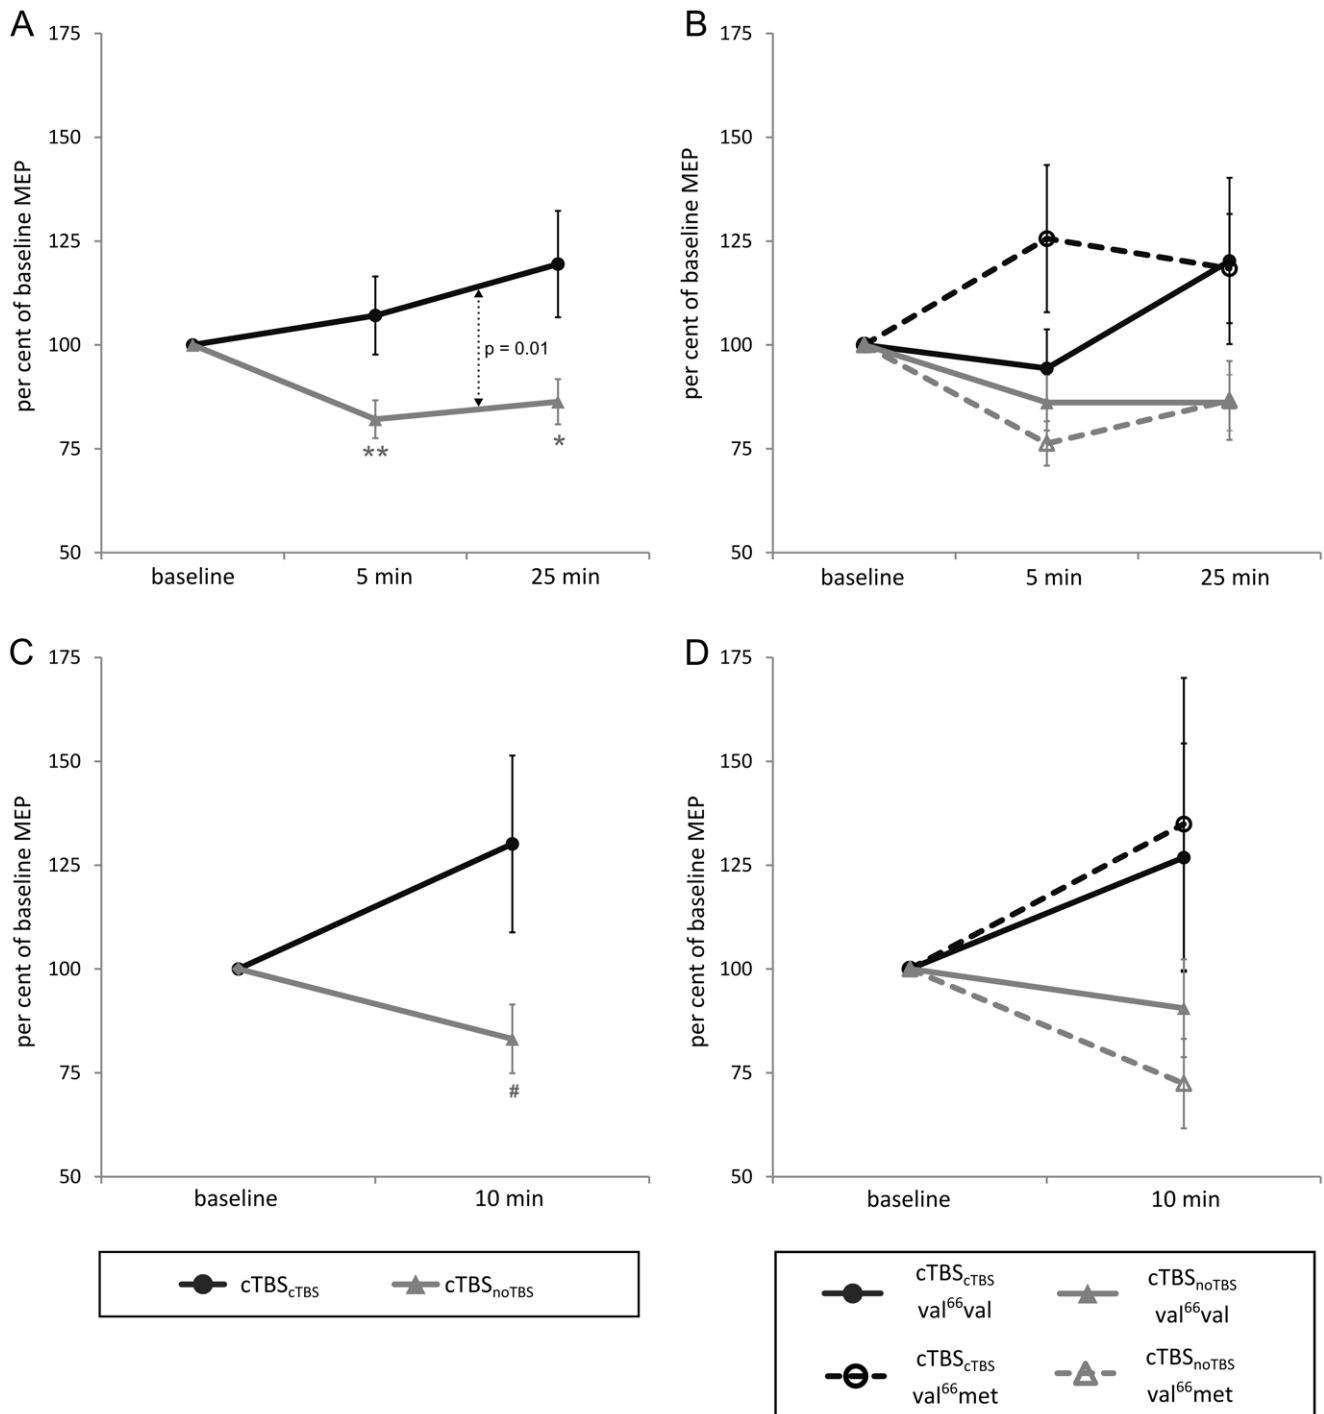 A
175
150
125
100
75
50
per cent of baseline MEP
p = 0.01
**
*
baseline 5 min 25 min
B
175
150
125
100
75
50
per cent of baseline MEP
baseline 5 min 25 min
C
175
150
125
100
75
50
per cent of baseline MEP
#
baseline 10 min
D
175
150
125
100
75
50
per cent of baseline MEP
baseline 10 min
cTBScTBS cTBSnoTBS
cTBScTBS cTBSnoTBS
val⁶⁶val val⁶⁶val
cTBScTBS cTBSnoTBS
val⁶⁶met val⁶⁶met